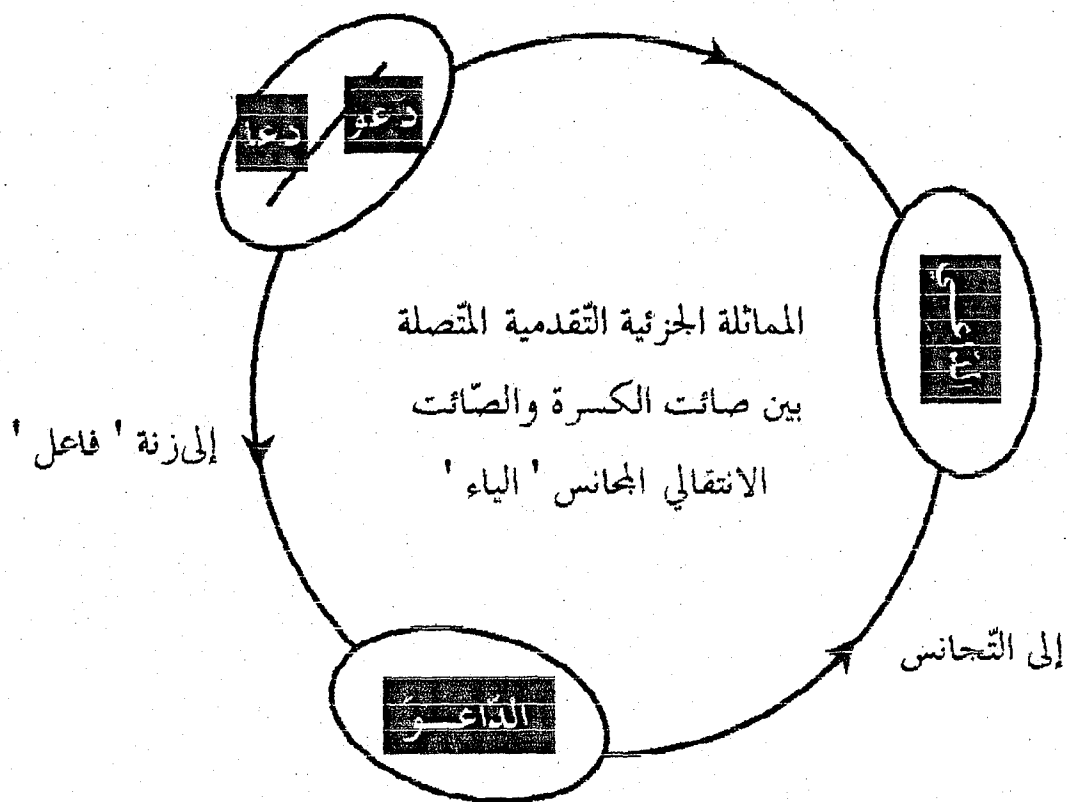 دعو
دعا
المماثلة الجزئية التّقدمية المتّصلة
بين صائت الكسرة والصّائت
الانتقالي المجانس ' الياء '
إلى زنة ' فاعل '
إلى التّجانس
الدّاعــو